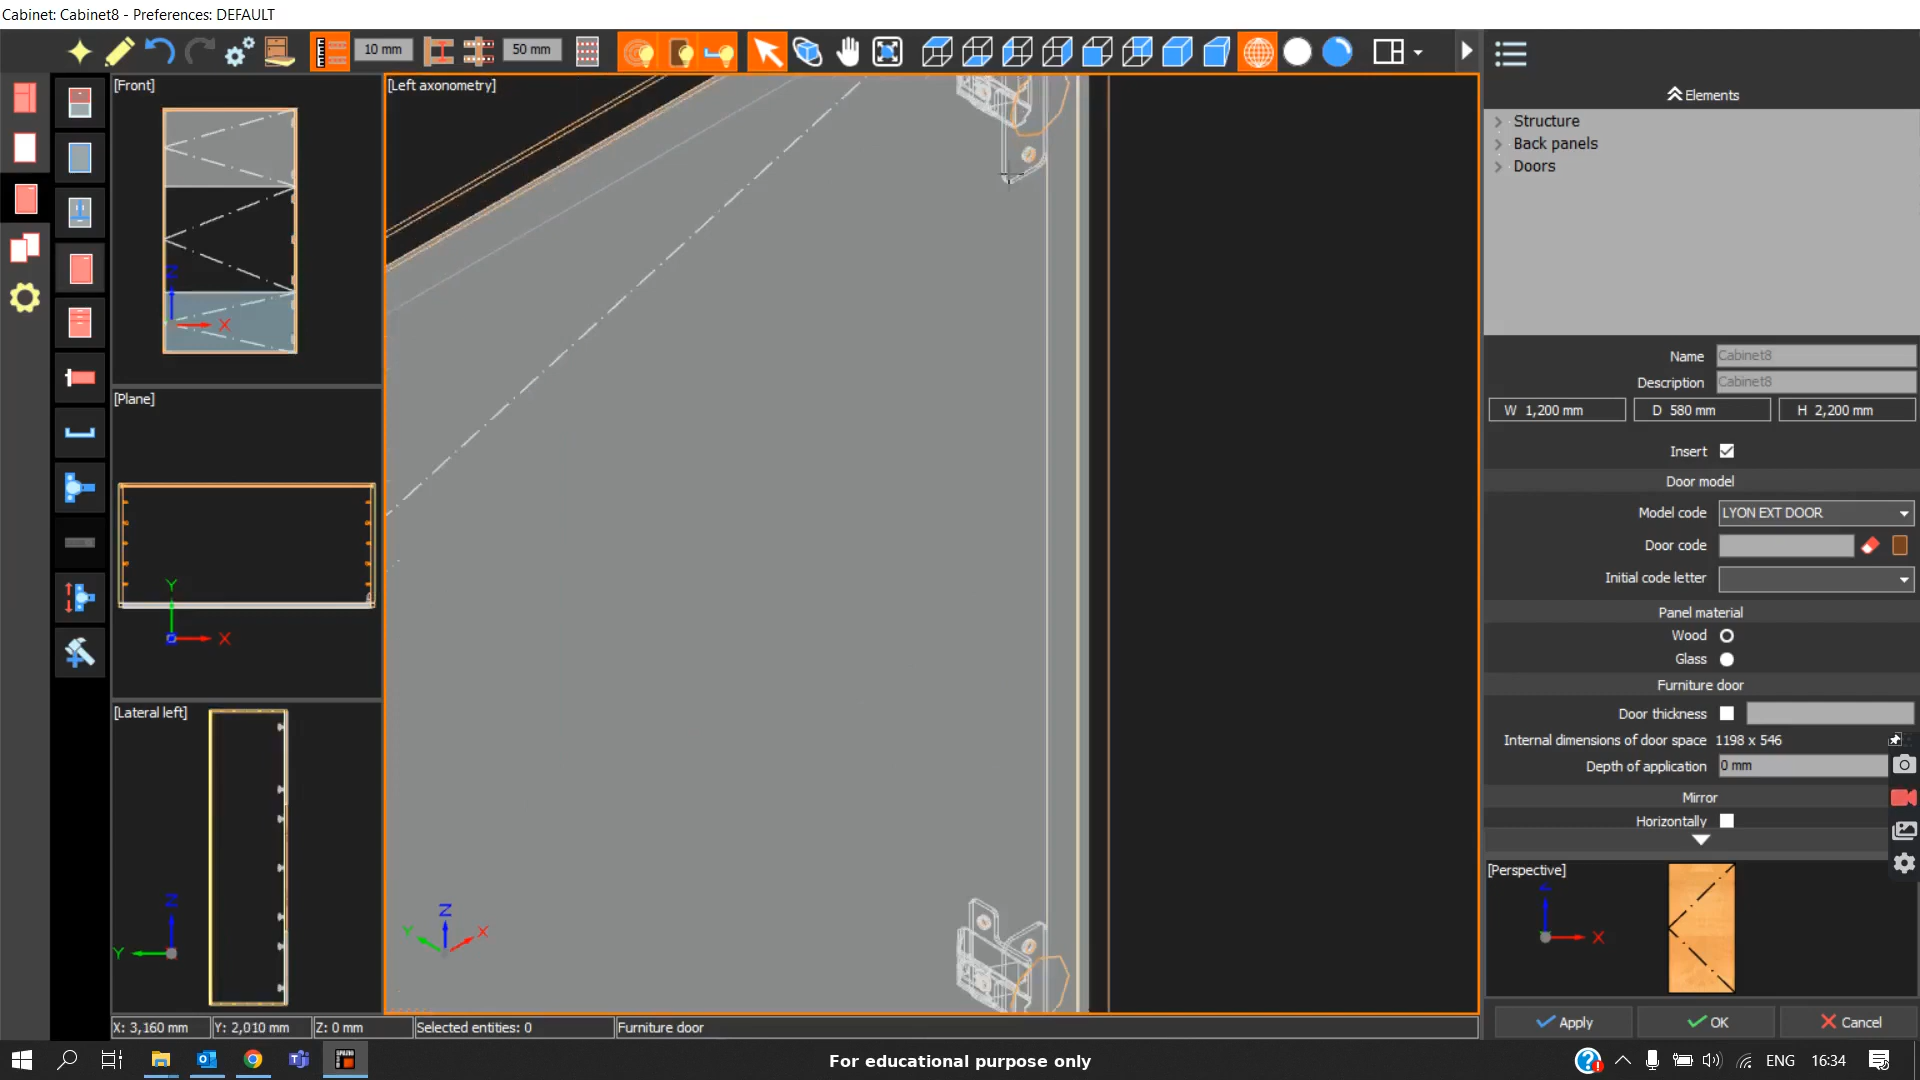 Cabinet: Cabinet8 - Preferences: DEFAULT
10 mm
50 mm
[Front]
Z
X
[Plane]
Y
X
[Lateral left]
Z
Y
[Left axonometry]
Z
Y
X
Elements
Structure
Back panels
Doors
Name Cabinet8
Description Cabinet8
W 1,200 mm D 580 mm H 2,200 mm
Insert
Door model
Model code LYON EXT DOOR
Door code
Initial code letter
Panel material
Wood
Glass
Furniture door
Door thickness
Internal dimensions of door space 1198 x 546
Depth of application 0 mm
Mirror
Horizontally
[Perspective]
Z
X
Apply OK Cancel
X: 3,160 mm Y: 2,010 mm Z: 0 mm Selected entities: 0 Furniture door
For educational purpose only
ENG 16:34